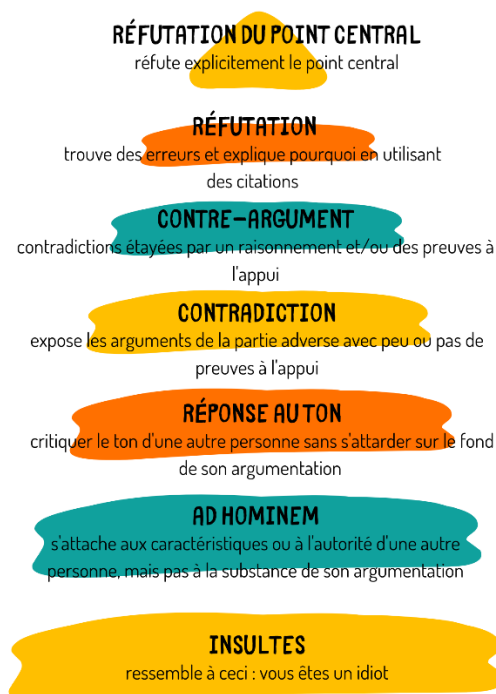 RÉFUTATION DU POINT CENTRAL
réfute explicitement le point central
RÉFUTATION
trouve des erreurs et explique pourquoi en utilisant
des citations
CONTRE-ARGUMENT
contradictions étayées par un raisonnement et/ou des preuves à
l'appui
CONTRADICTION
expose les arguments de la partie adverse avec peu ou pas de
preuves à l'appui
RÉPONSE AU TON
critiquer le ton d'une autre personne sans s'attarder sur le fond
de son argumentation
AD HOMINEM
s'attache aux caractéristiques ou à l'autorité d'une autre
personne, mais pas à la substance de son argumentation
INSULTES
ressemble à ceci : vous êtes un idiot